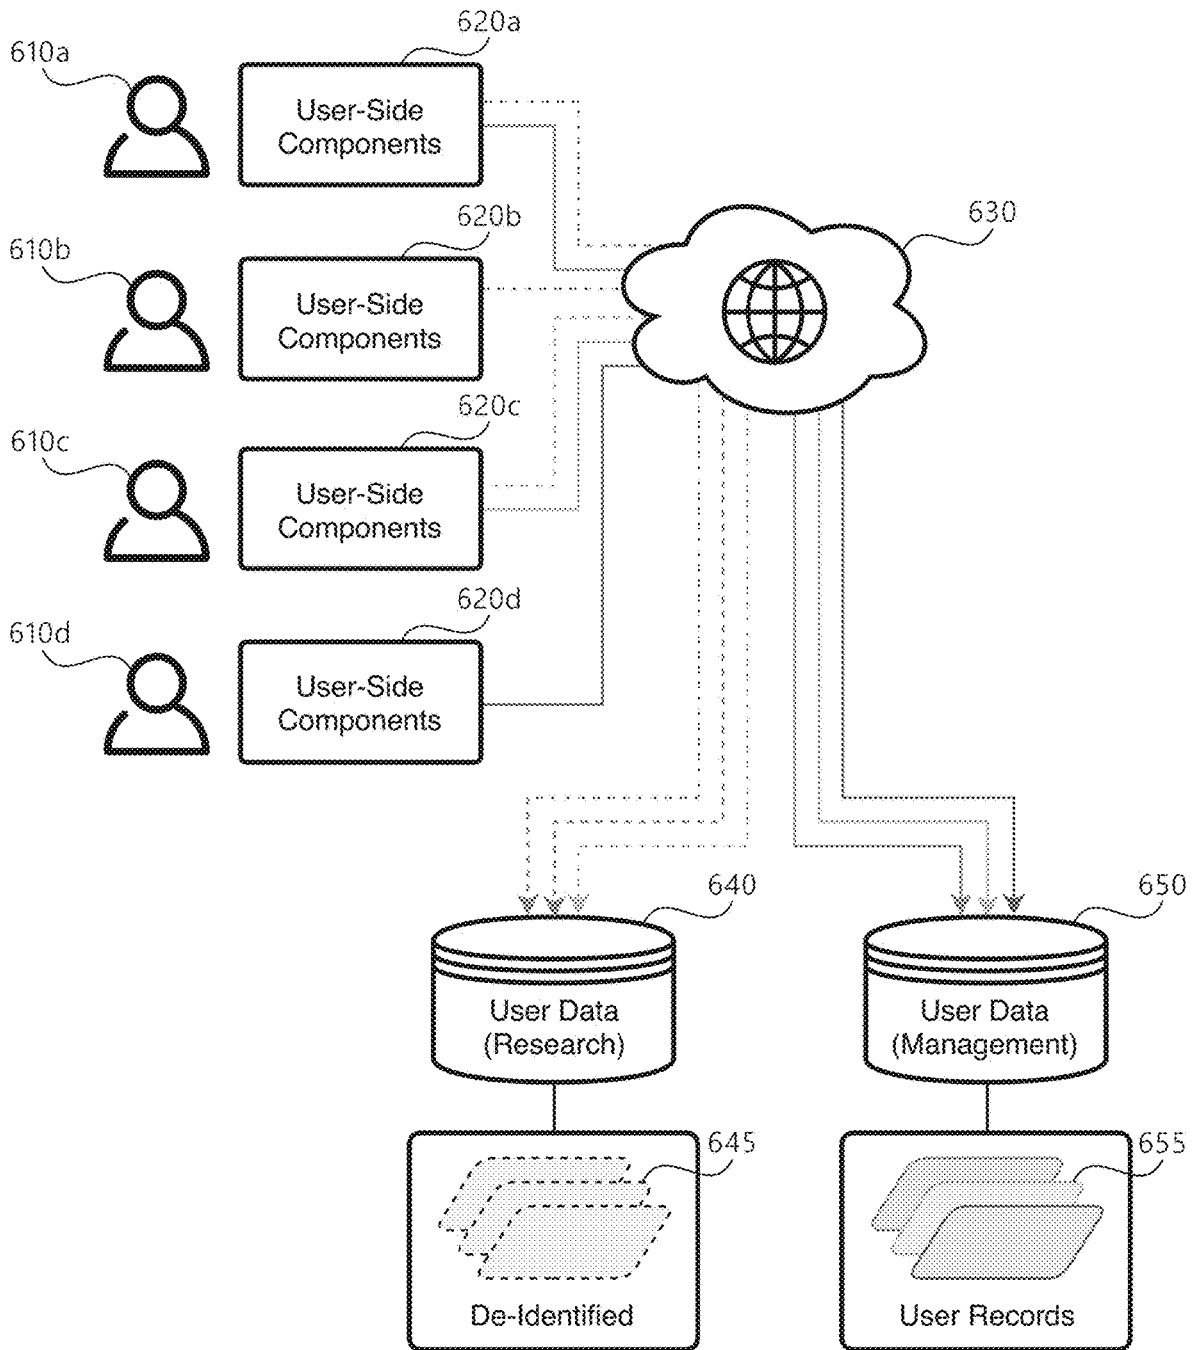 620a
610a
User-Side
Components
620b
630
610b
User-Side
Components
620c
610c
User-Side
Components
620d
610d
User-Side
Components
640
650
User Data
(Research)
User Data
(Management)
645
655
De-Identified
User Records